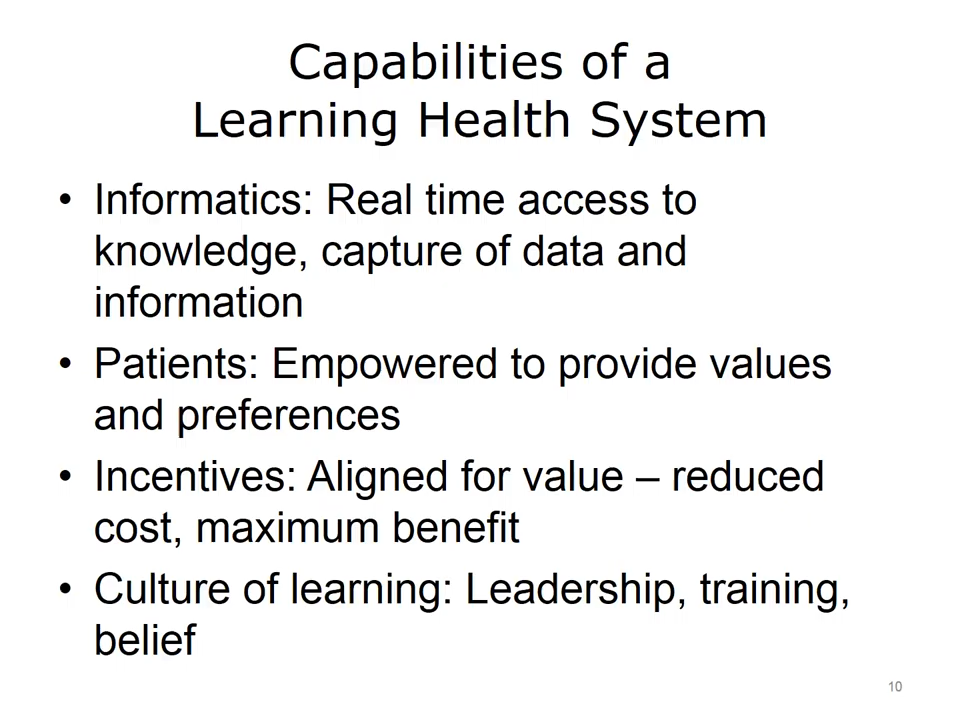 Capabilities of a
Learning Health System
• Informatics: Real time access to
knowledge, capture of data and
information
• Patients: Empowered to provide values
and preferences
• Incentives: Aligned for value – reduced
cost, maximum benefit
• Culture of learning: Leadership, training,
belief
10